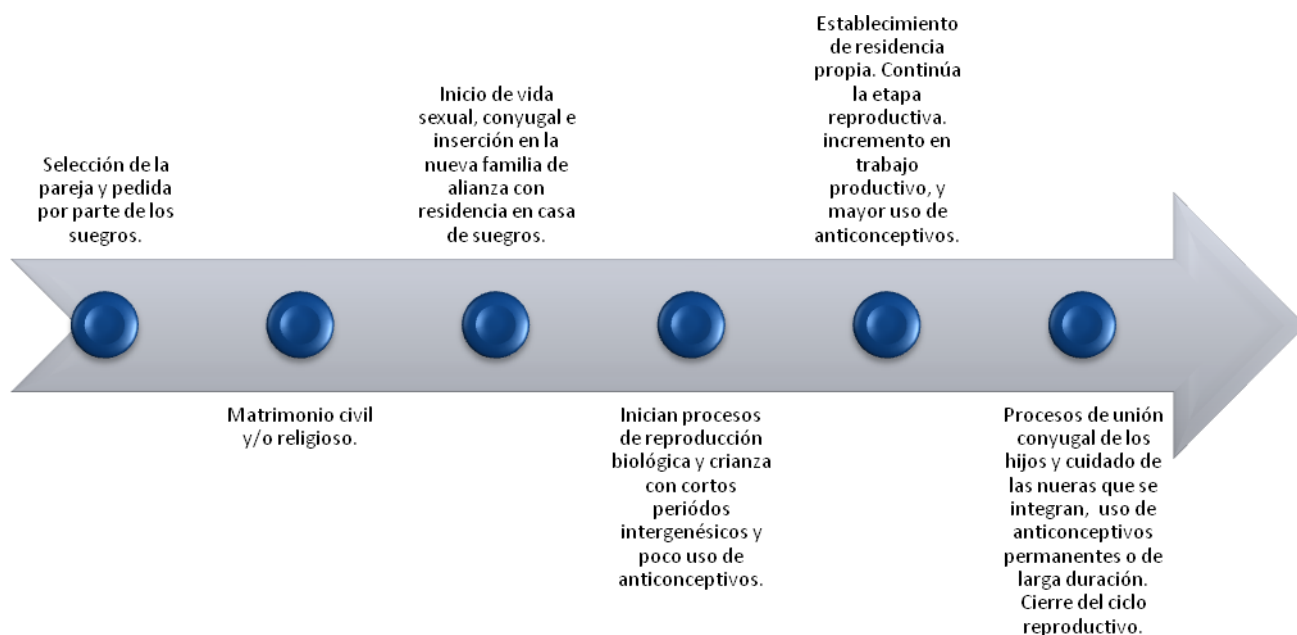 Selección de la
pareja y pedida
por parte de los
suegros.
Matrimonio civil
y/o religioso.
Inicio de vida
sexual, conyugal e
inserción en la
nueva familia de
alianza con
residencia en casa
de suegros.
Inician procesos
de reproducción
biológica y crianza
con cortos
periódos
intergenésicos y
poco uso de
anticonceptivos.
Establecimiento
de residencia
propia. Continúa
la etapa
reproductiva.
incremento en
trabajo
productivo, y
mayor uso de
anticonceptivos.
Procesos de unión
conyugal de los
hijos y cuidado de
las nueras que se
integran, uso de
anticonceptivos
permanentes o de
larga duración.
Cierre del ciclo
reproductivo.